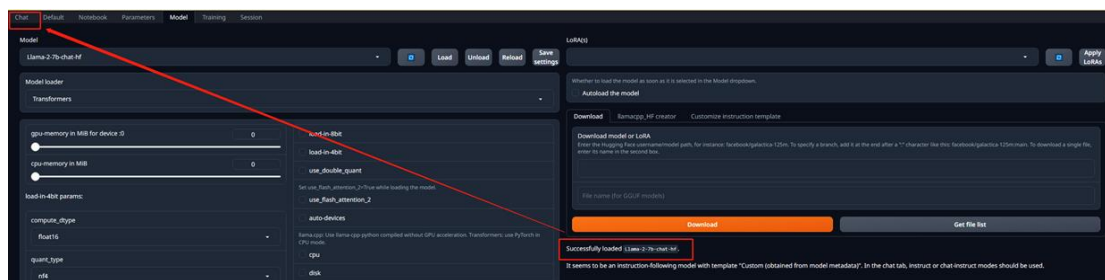 Chat Default Notebook Parameters Model Training Session
Model
Llama-2-7b-chat-hf
Load Unload Reload Save settings
Model loader
Transformers
gpu-memory in MiB for device :0 0
cpu-memory in MiB 0
load-in-4bit params:
compute_dtype
float16
quant_type
nf4
load-in-8bit
load-in-4bit
use_double_quant
Set use_flash_attention_2=True while loading the model.
use_flash_attention_2
auto-devices
llama.cpp: Use llama-cpp-python compiled without GPU acceleration. Transformers: use PyTorch in
CPU mode.
cpu
disk
LoRA(s)
Apply LoRAs
Whether to load the model as soon as it is selected in the Model dropdown.
Autoload the model
Download llamacpp_HF creator Customize instruction template
Download model or LoRA
Enter the Hugging Face username/model path, for instance: facebook/galactica-125m. To specify a branch, add it at the end after a ":" character like this: facebook/galactica-125m:main. To download a single file,
enter its name in the second box.
File name (for GGUF models)
Download Get file list
Successfully loaded Llama-2-7b-chat-hf.
It seems to be an instruction-following model with template "Custom (obtained from model metadata)". In the chat tab, instruct or chat-instruct modes should be used.